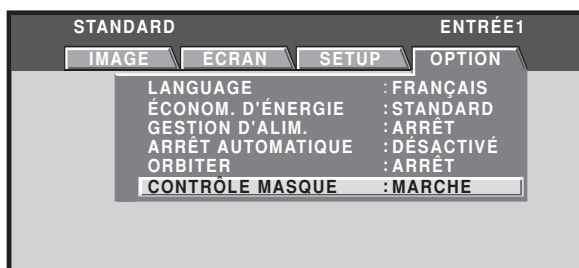 STANDARD ENTRÉE1
IMAGE ECRAN SETUP OPTION
LANGUAGE :FRANÇAIS
ÉCONOM. D'ÉNERGIE :STANDARD
GESTION D'ALIM. :ARRÊT
ARRÊT AUTOMATIQUE :DÉSACTIVÉ
ORBITER :ARRÊT
CONTRÔLE MASQUE :MARCHE